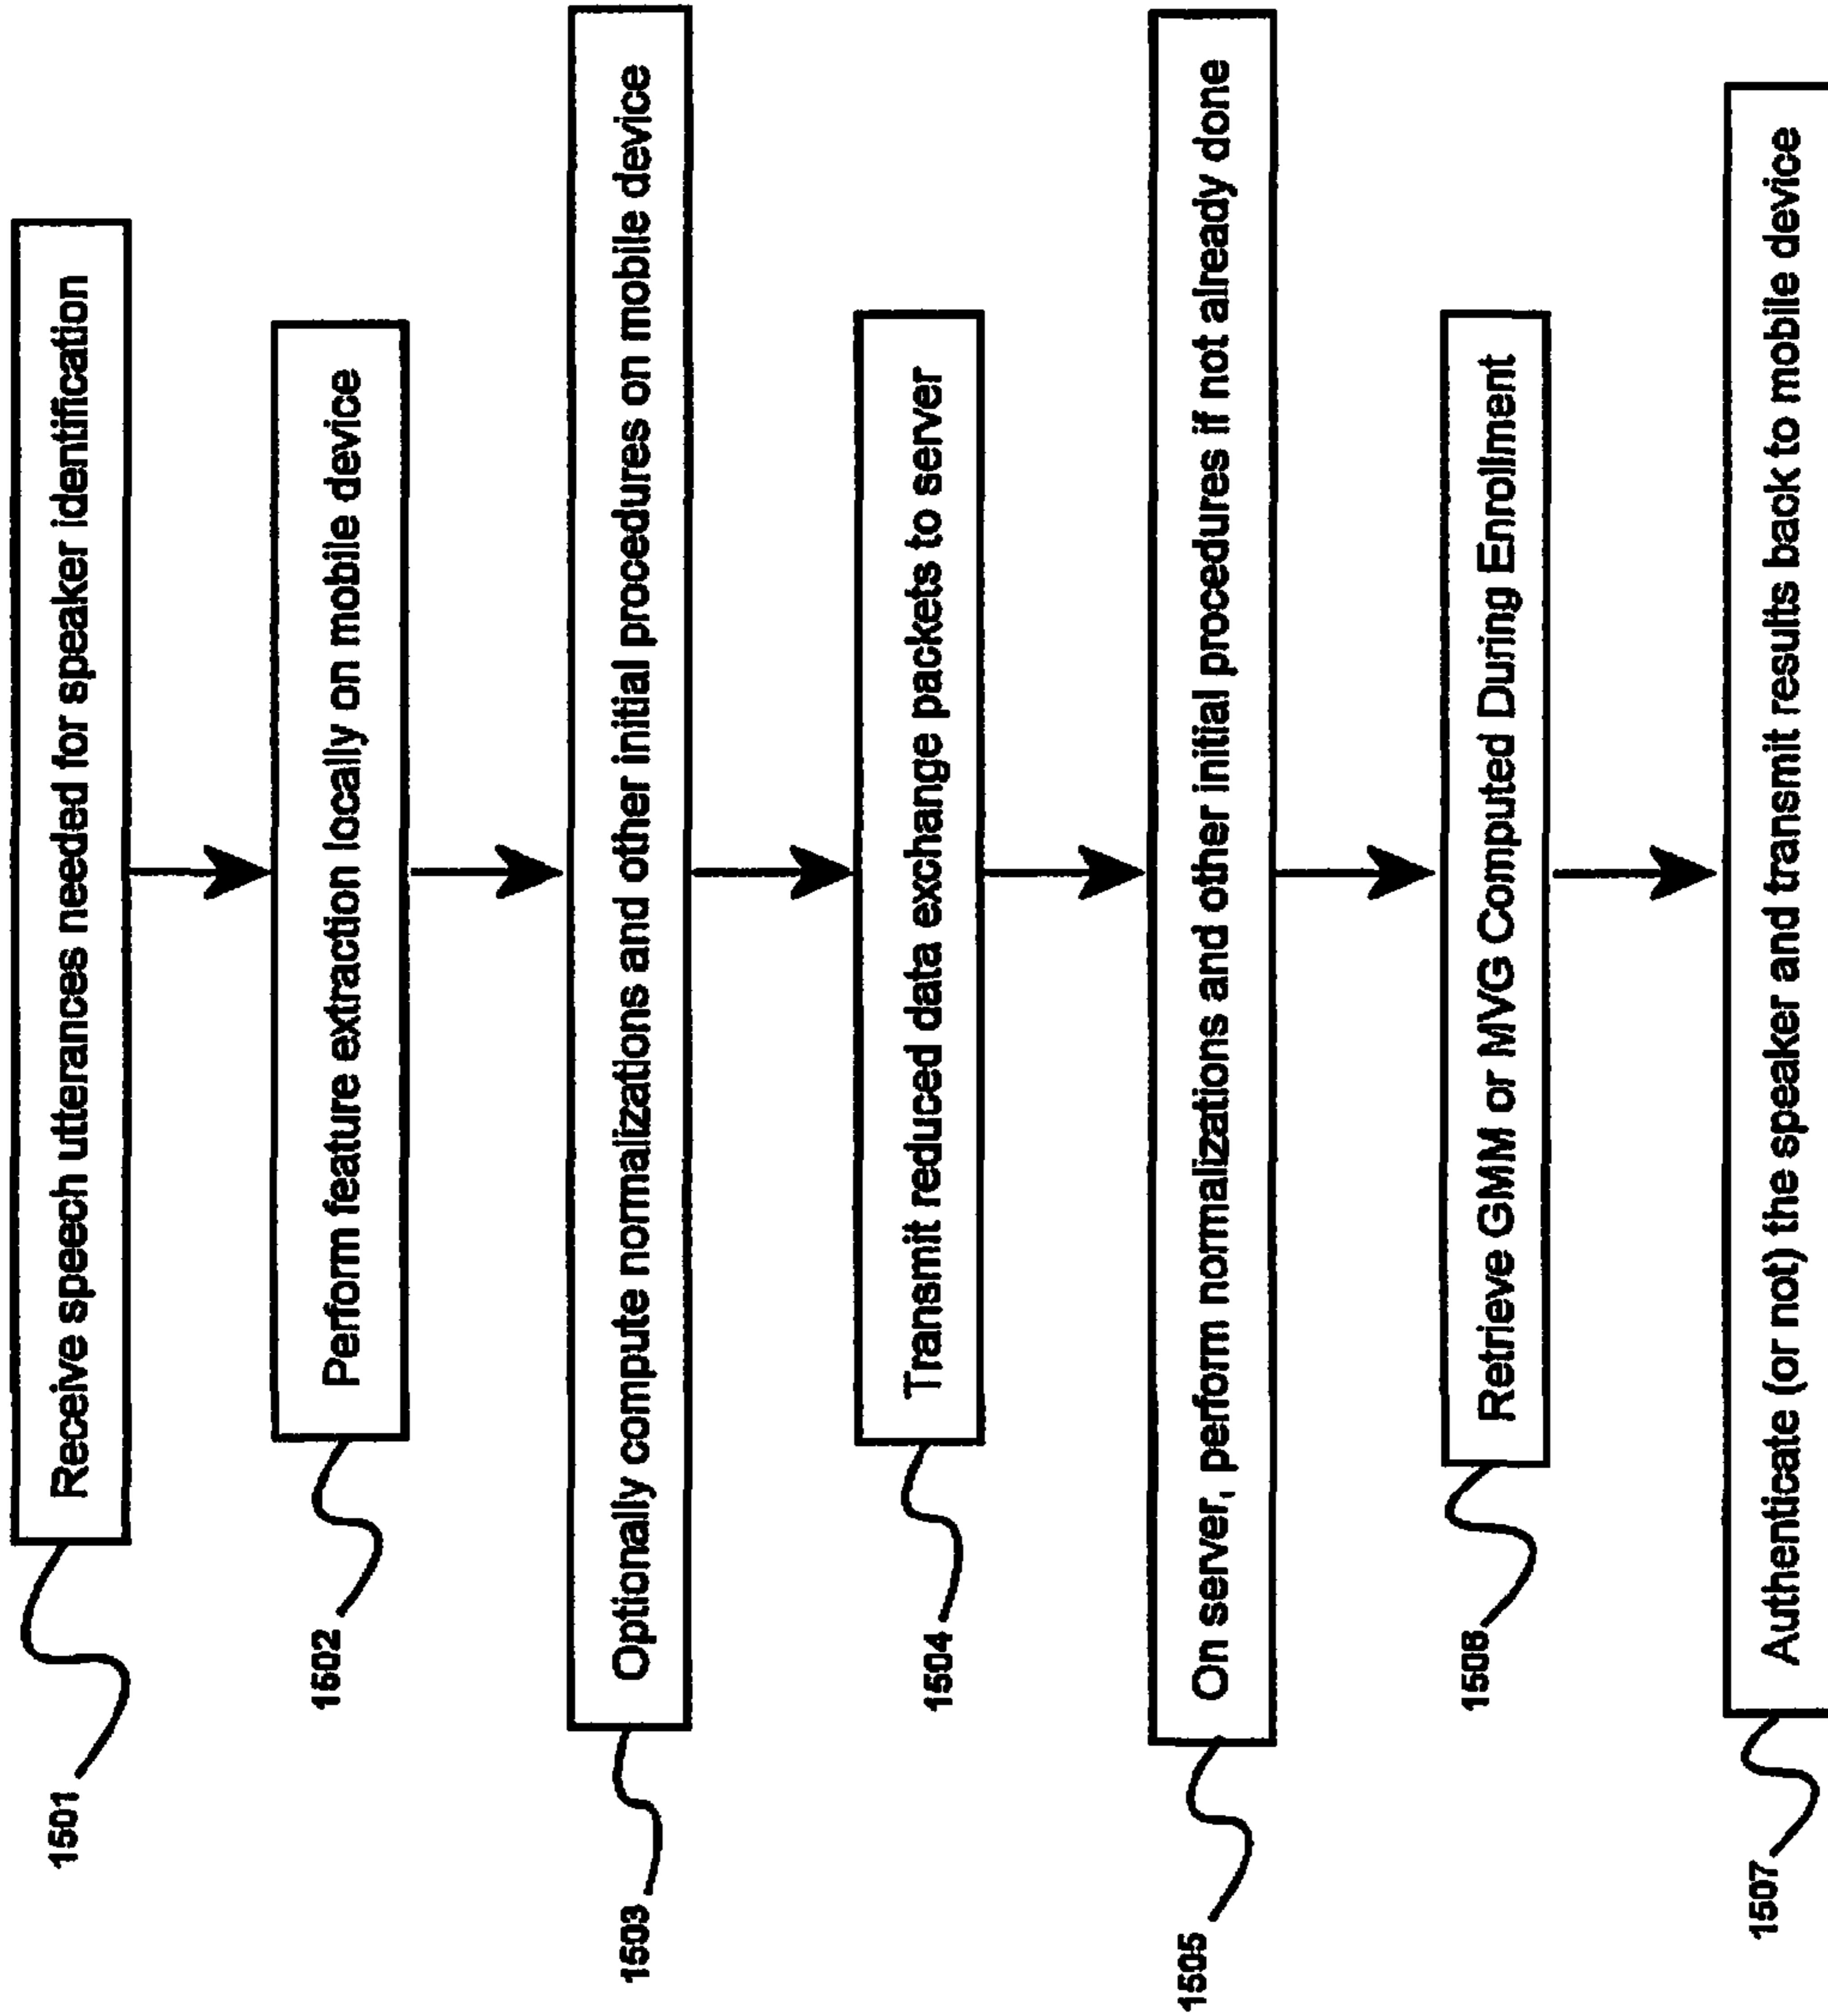 1501
Receive speech utterances needed for speaker identification
1502
Perform feature extraction locally on mobile device
1503
Optionally compute normalizations and other initial procedures on mobile device
1504
Transmit reduced data exchange packets to server
1505
On server, perform normalizations and other initial procedures if not already done
1506
Retrieve GMM or MVG Computed During Enrollment
1507
Authenticate (or not) the speaker and transmit results back to mobile device